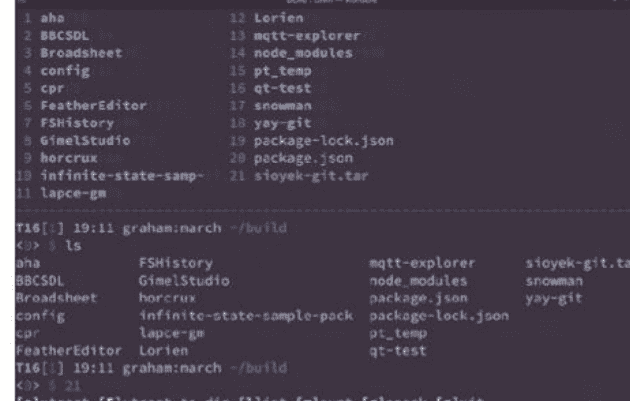 1 aha 12 Lorien
2 BBCSDL 13 mqtt-explorer
3 Broadsheet 14 node_modules
4 config 15 pt_temp
5 cpr 16 qt-test
6 FeatherEditor 17 snowman
7 FSHistory 18 yay-git
8 GimelStudio 19 package-lock.json
9 horcrux 20 package.json
10 infinite-state-samp- 21 sioyek-git.tar
11 lapce-gm
T16[1] 19:11 graham:march ~/build
<0> $ ls
aha FSHistory mqtt-explorer sioyek-git.ta
BBCSDL GimelStudio node_modules snowman
Broadsheet horcrux package.json yay-git
config infinite-state-sample-pack package-lock.json
cpr lapce-gm pt_temp
FeatherEditor Lorien qt-test
T16[1] 19:11 graham:march ~/build
<0> $ 21